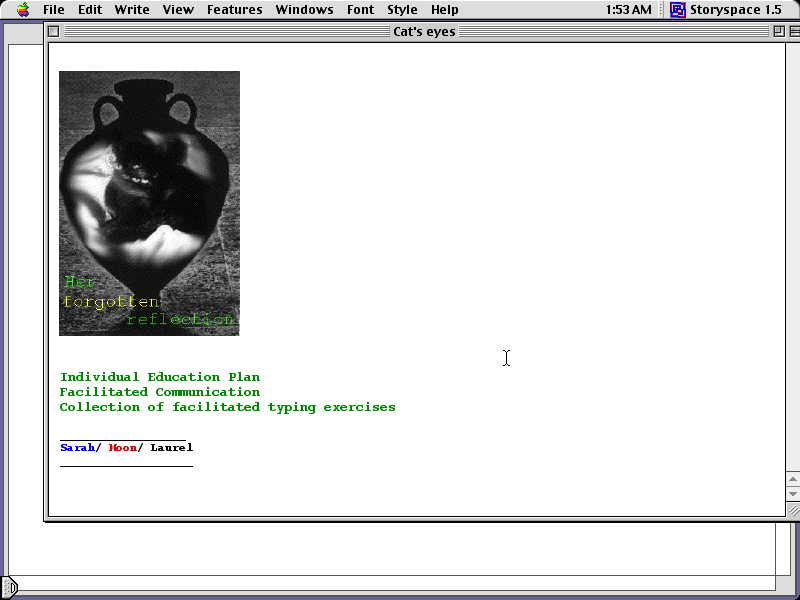 File Edit Write View Features Windows Font Style Help 1:53 AM Storyspace 1.5
Cat's eyes
Her
forgotten
reflection
Individual Education Plan
Facilitated Communication
Collection of facilitated typing exercises
Sarah/ Moon/ Laurel